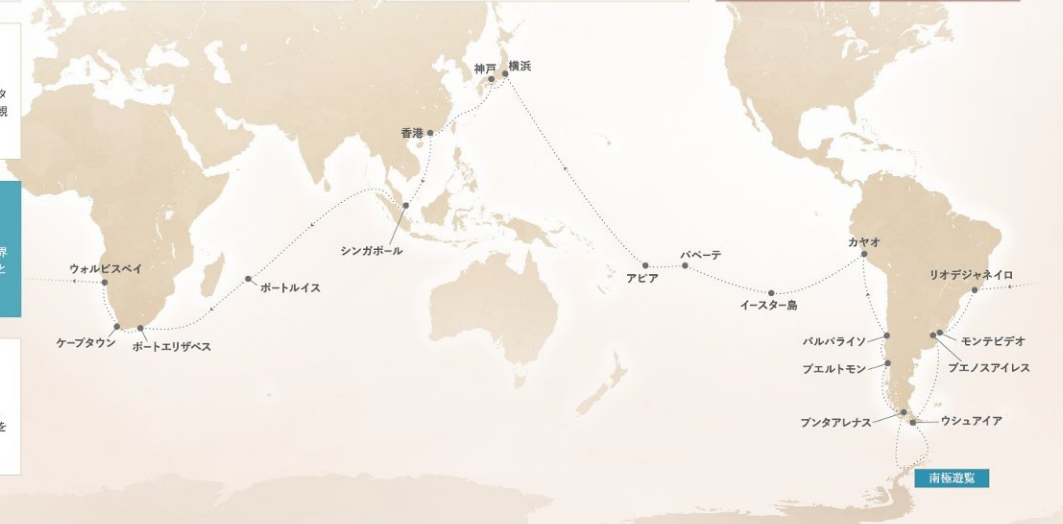 タ
観
界
と
を
神戸
横浜
香港
シンガポール
ポートルイス
ウォルビスベイ
ケープタウン
ポートエリザベス
アピア
パペーテ
イースター島
カヤオ
リオデジャネイロ
バルパライソ
モンテビデオ
プエルトモン
ブエノスアイレス
プンタアレナス
ウシュアイア
南極遊覧